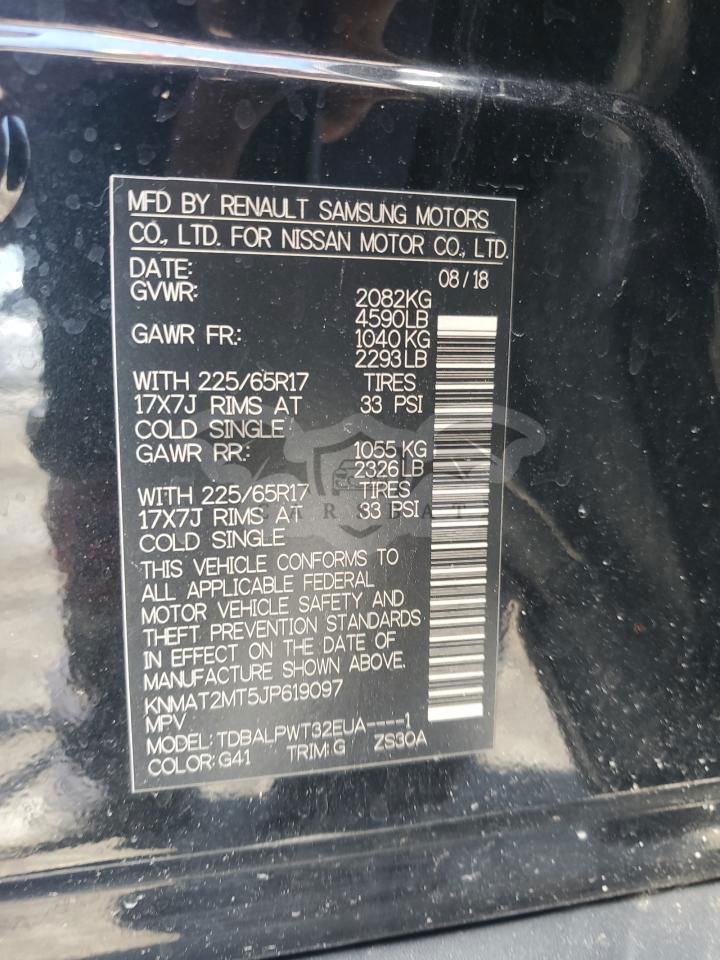 MFD BY RENAULT SAMSUNG MOTORS
CO., LTD. FOR NISSAN MOTOR CO., LTD.
DATE: 08/18
GVWR: 2082KG
4590LB
GAWR FR.: 1040 KG
2293LB
WITH 225/65R17 TIRES
17X7J RIMS AT 33 PSI
COLD SINGLE
GAWR RR: 1055 KG
2326LB
WITH 225/65R17 TIRES
17X7J RIMS AT 33 PSI
COLD SINGLE
THIS VEHICLE CONFORMS TO
ALL APPLICABLE FEDERAL
MOTOR VEHICLE SAFETY AND
THEFT PREVENTION STANDARDS
IN EFFECT ON THE DATE OF
MANUFACTURE SHOWN ABOVE.
KNMAT2MT5JP619097
MPV
MODEL: TDBALPWT32EUA----1
COLOR: G41 TRIM: G ZS30A